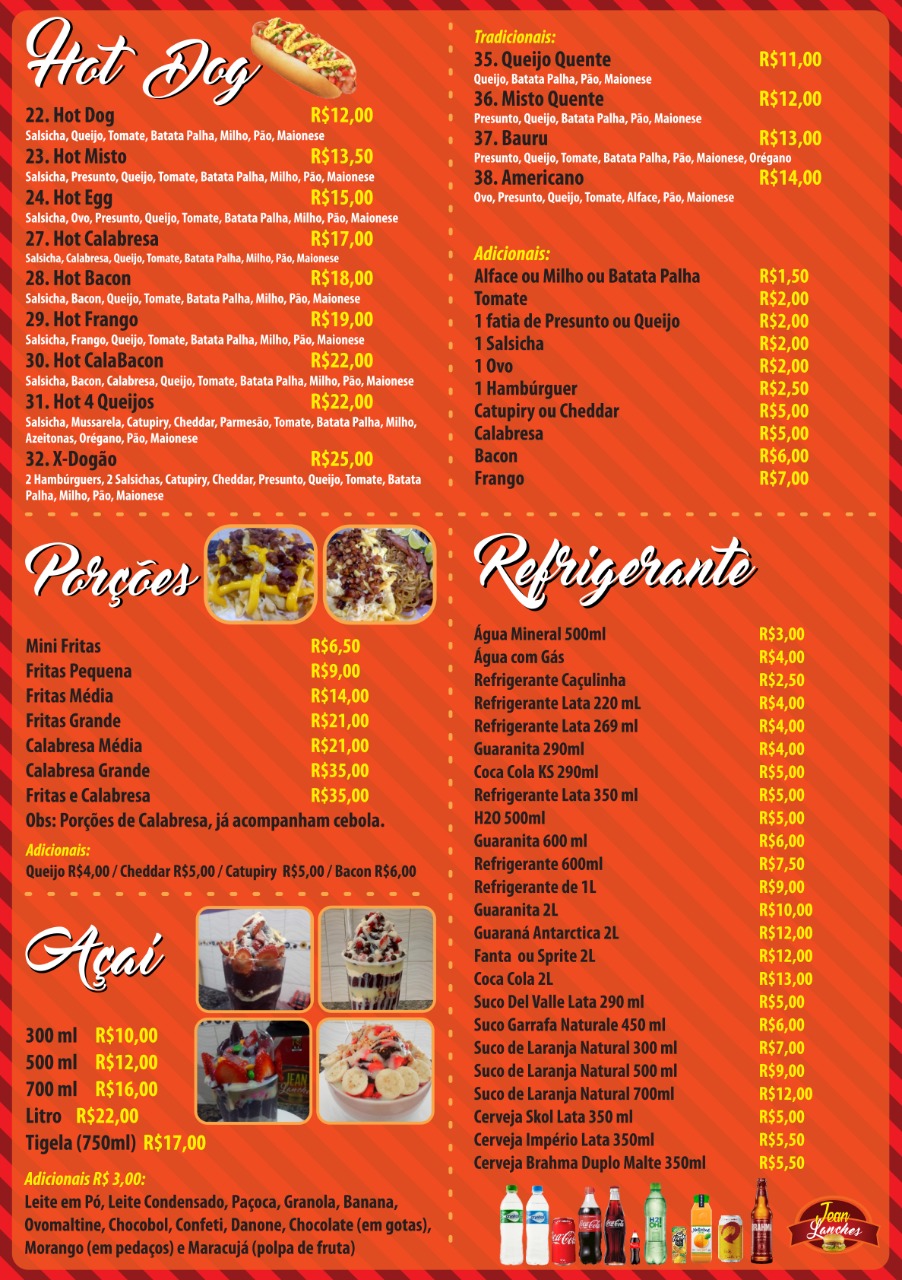 Hot Dog
22. Hot Dog R$12,00
Salsicha, Queijo, Tomate, Batata Palha, Milho, Pão, Maionese
23. Hot Misto R$13,50
Salsicha, Presunto, Queijo, Tomate, Batata Palha, Milho, Pão, Maionese
24. Hot Egg R$15,00
Salsicha, Ovo, Presunto, Queijo, Tomate, Batata Palha, Milho, Pão, Maionese
27. Hot Calabresa R$17,00
Salsicha, Calabresa, Queijo, Tomate, Batata Palha, Milho, Pão, Maionese
28. Hot Bacon R$18,00
Salsicha, Bacon, Queijo, Tomate, Batata Palha, Milho, Pão, Maionese
29. Hot Frango R$19,00
Salsicha, Frango, Queijo, Tomate, Batata Palha, Milho, Pão, Maionese
30. Hot CalaBacon R$22,00
Salsicha, Bacon, Calabresa, Queijo, Tomate, Batata Palha, Milho, Pão, Maionese
31. Hot 4 Queijos R$22,00
Salsicha, Mussarela, Catupiry, Cheddar, Parmesão, Tomate, Batata Palha, Milho,
Azeitonas, Orégano, Pão, Maionese
32. X-Dogão R$25,00
2 Hambúrguers, 2 Salsichas, Catupiry, Cheddar, Presunto, Queijo, Tomate, Batata
Palha, Milho, Pão, Maionese
Tradicionais:
35. Queijo Quente R$11,00
Queijo, Batata Palha, Pão, Maionese
36. Misto Quente R$12,00
Presunto, Queijo, Batata Palha, Pão, Maionese
37. Bauru R$13,00
Presunto, Queijo, Tomate, Batata Palha, Pão, Maionese, Orégano
38. Americano R$14,00
Ovo, Presunto, Queijo, Tomate, Alface, Pão, Maionese
Adicionais:
Alface ou Milho ou Batata Palha R$1,50
Tomate R$2,00
1 fatia de Presunto ou Queijo R$2,00
1 Salsicha R$2,00
1 Ovo R$2,00
1 Hambúrguer R$2,50
Catupiry ou Cheddar R$5,00
Calabresa R$5,00
Bacon R$6,00
Frango R$7,00
Porções
Mini Fritas R$6,50
Fritas Pequena R$9,00
Fritas Média R$14,00
Fritas Grande R$21,00
Calabresa Média R$21,00
Calabresa Grande R$35,00
Fritas e Calabresa R$35,00
Obs: Porções de Calabresa, já acompanham cebola.
Adicionais:
Queijo R$4,00 / Cheddar R$5,00 / Catupiry R$5,00 / Bacon R$6,00
Açaí
300 ml R$10,00
500 ml R$12,00
700 ml R$16,00
Litro R$22,00
Tigela (750ml) R$17,00
Adicionais R$ 3,00:
Leite em Pó, Leite Condensado, Paçoca, Granola, Banana,
Ovomaltine, Chocobol, Confeti, Danone, Chocolate (em gotas),
Morango (em pedaços) e Maracujá (polpa de fruta)
Refrigerante
Água Mineral 500ml R$3,00
Água com Gás R$4,00
Refrigerante Caçulinha R$2,50
Refrigerante Lata 220 mL R$4,00
Refrigerante Lata 269 ml R$4,00
Guaranita 290ml R$4,00
Coca Cola KS 290ml R$5,00
Refrigerante Lata 350 ml R$5,00
H2O 500ml R$5,00
Guaranita 600 ml R$6,00
Refrigerante 600ml R$7,50
Refrigerante de 1L R$9,00
Guaranita 2L R$10,00
Guaraná Antarctica 2L R$12,00
Fanta ou Sprite 2L R$12,00
Coca Cola 2L R$13,00
Suco Del Valle Lata 290 ml R$5,00
Suco Garrafa Naturale 450 ml R$6,00
Suco de Laranja Natural 300 ml R$7,00
Suco de Laranja Natural 500 ml R$9,00
Suco de Laranja Natural 700ml R$12,00
Cerveja Skol Lata 350 ml R$5,00
Cerveja Império Lata 350ml R$5,50
Cerveja Brahma Duplo Malte 350ml R$5,50
Jean
Lanches